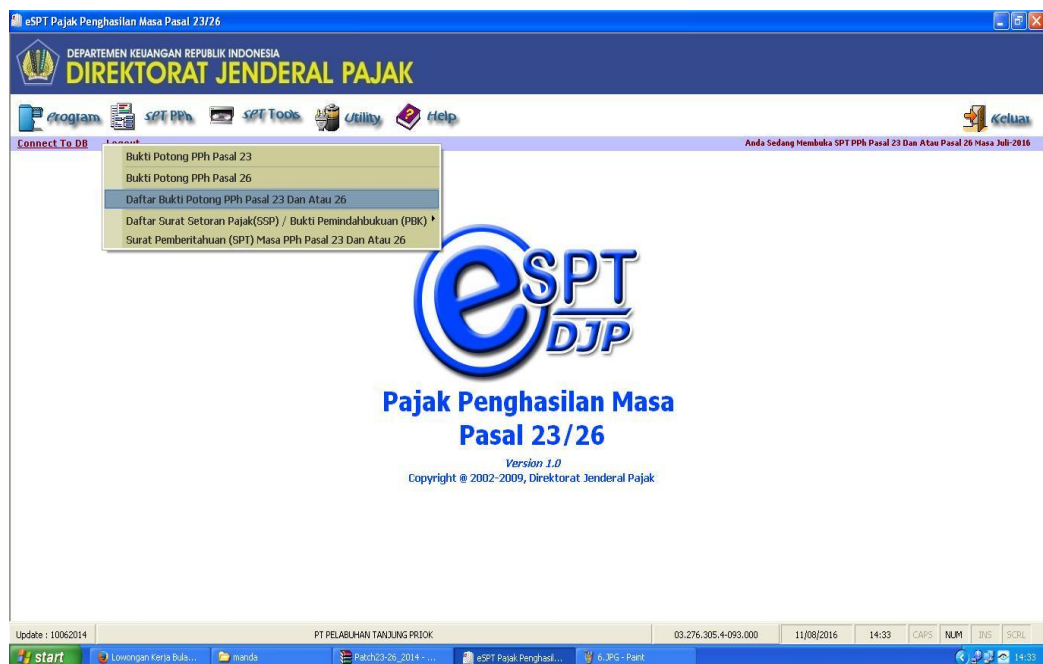 eSPT Pajak Penghasilan Masa Pasal 23/26
DEPARTEMEN KEUANGAN REPUBLIK INDONESIA
DIREKTORAT JENDERAL PAJAK
Program SPT PPh SPT Tools Utility Help Keluar
Connect To DB Logout Anda Sedang Membuka SPT PPh Pasal 23 Dan Atau Pasal 26 Masa Juli-2016
Bukti Potong PPh Pasal 23
Bukti Potong PPh Pasal 26
Daftar Bukti Potong PPh Pasal 23 Dan Atau 26
Daftar Surat Setoran Pajak(SSP) / Bukti Pemindahbukuan (PBK)
Surat Pemberitahuan (SPT) Masa PPh Pasal 23 Dan Atau 26
eSPT
DJP
Pajak Penghasilan Masa
Pasal 23/26
Version 1.0
Copyright @ 2002-2009, Direktorat Jenderal Pajak
Update : 10062014 PT PELABUHAN TANJUNG PRIOK 03.276.305.4-093.000 11/08/2016 14:33 CAPS NUM INS SCRL
start Lowongan Kerja Bula... manda Patch23-26_2014 - ... eSPT Pajak Penghasil... 6.JPG - Paint 14:33